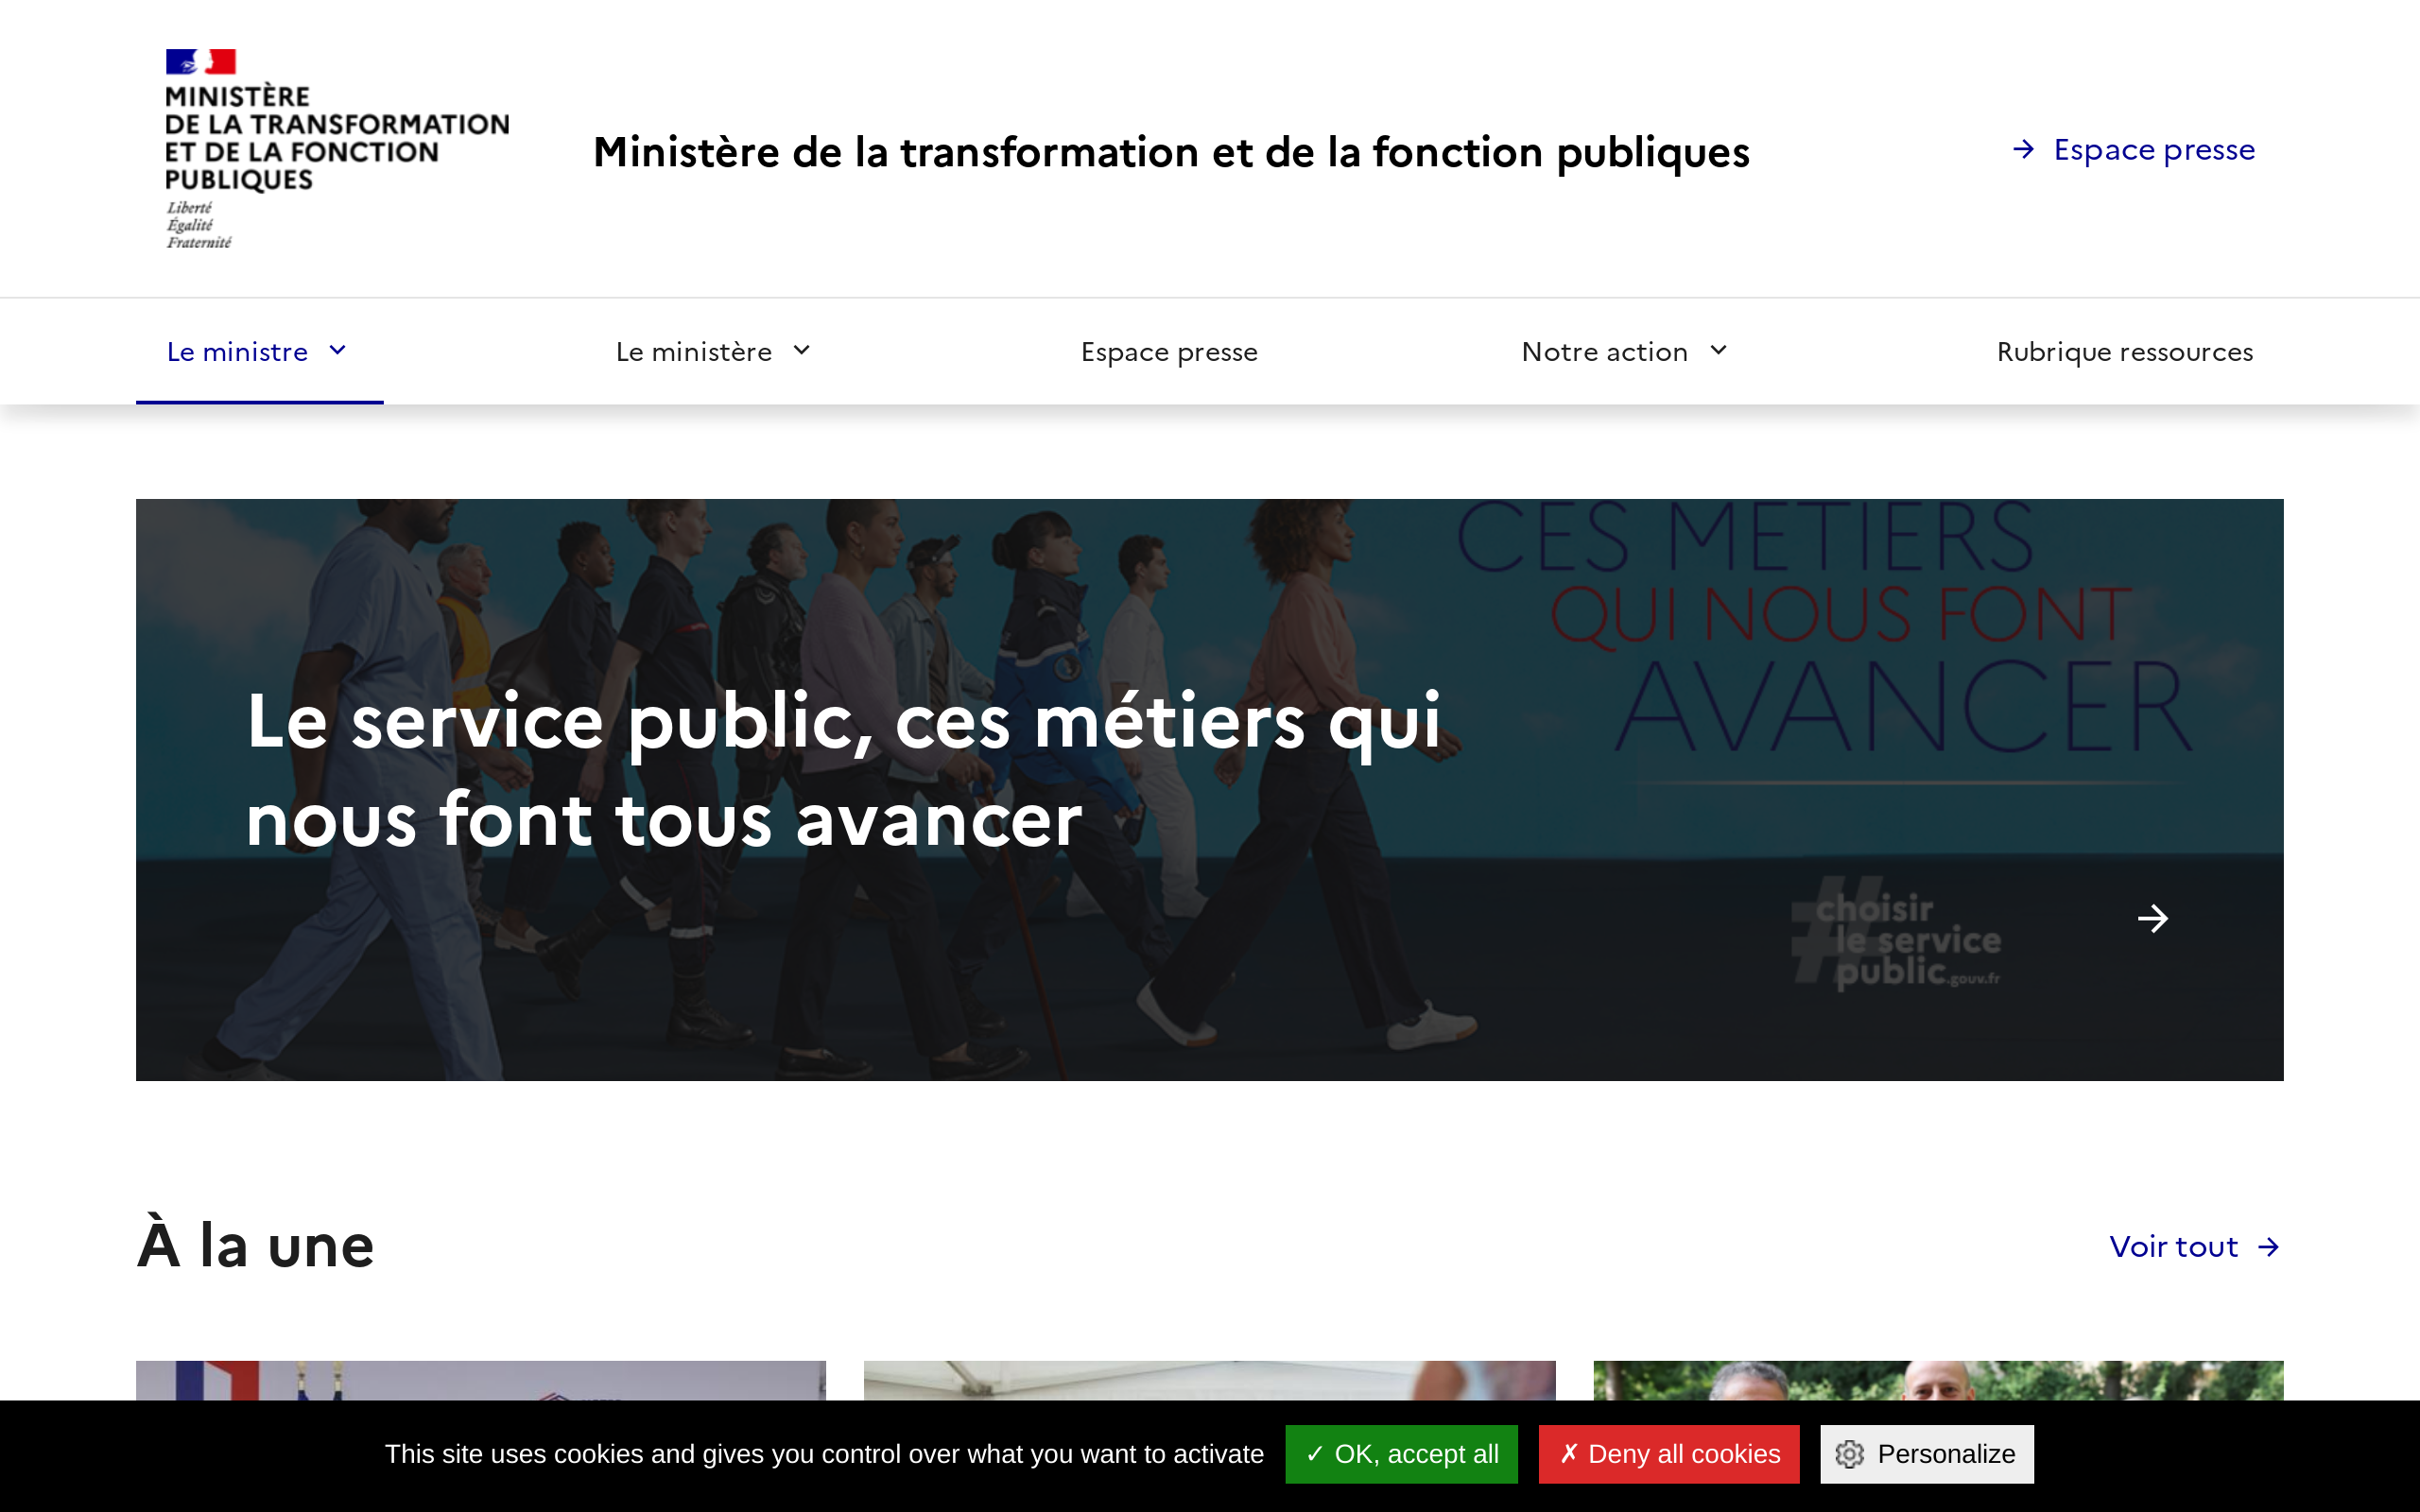 MINISTÈRE
DE LA TRANSFORMATION
ET DE LA FONCTION
PUBLIQUES
Liberté
Égalité
Fraternité
Ministère de la transformation et de la fonction publiques
Espace presse
Le ministre
Le ministère
Espace presse
Notre action
Rubrique ressources
CES MÉTIERS
QUI NOUS FONT
AVANCER
Le service public, ces métiers qui
nous font tous avancer
#choisir
le service
public.gouv.fr
À la une
Voir tout
This site uses cookies and gives you control over what you want to activate
✓ OK, accept all
✗ Deny all cookies
Personalize